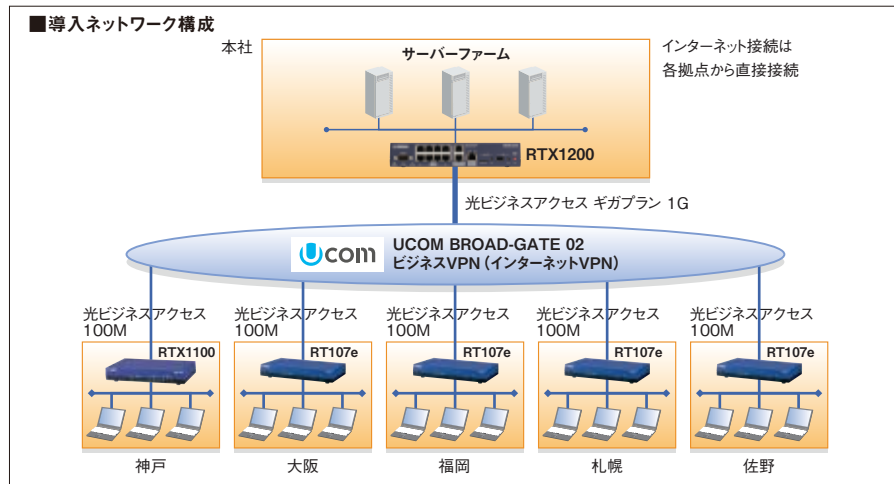 ■導入ネットワーク構成
本社
サーバーファーム
インターネット接続は
各拠点から直接接続
RTX1200
光ビジネスアクセス ギガプラン 1G
Ucom
UCOM BROAD-GATE 02
ビジネスVPN（インターネットVPN）
光ビジネスアクセス
100M
光ビジネスアクセス
100M
光ビジネスアクセス
100M
光ビジネスアクセス
100M
光ビジネスアクセス
100M
RTX1100
RT107e
RT107e
RT107e
RT107e
神戸
大阪
福岡
札幌
佐野